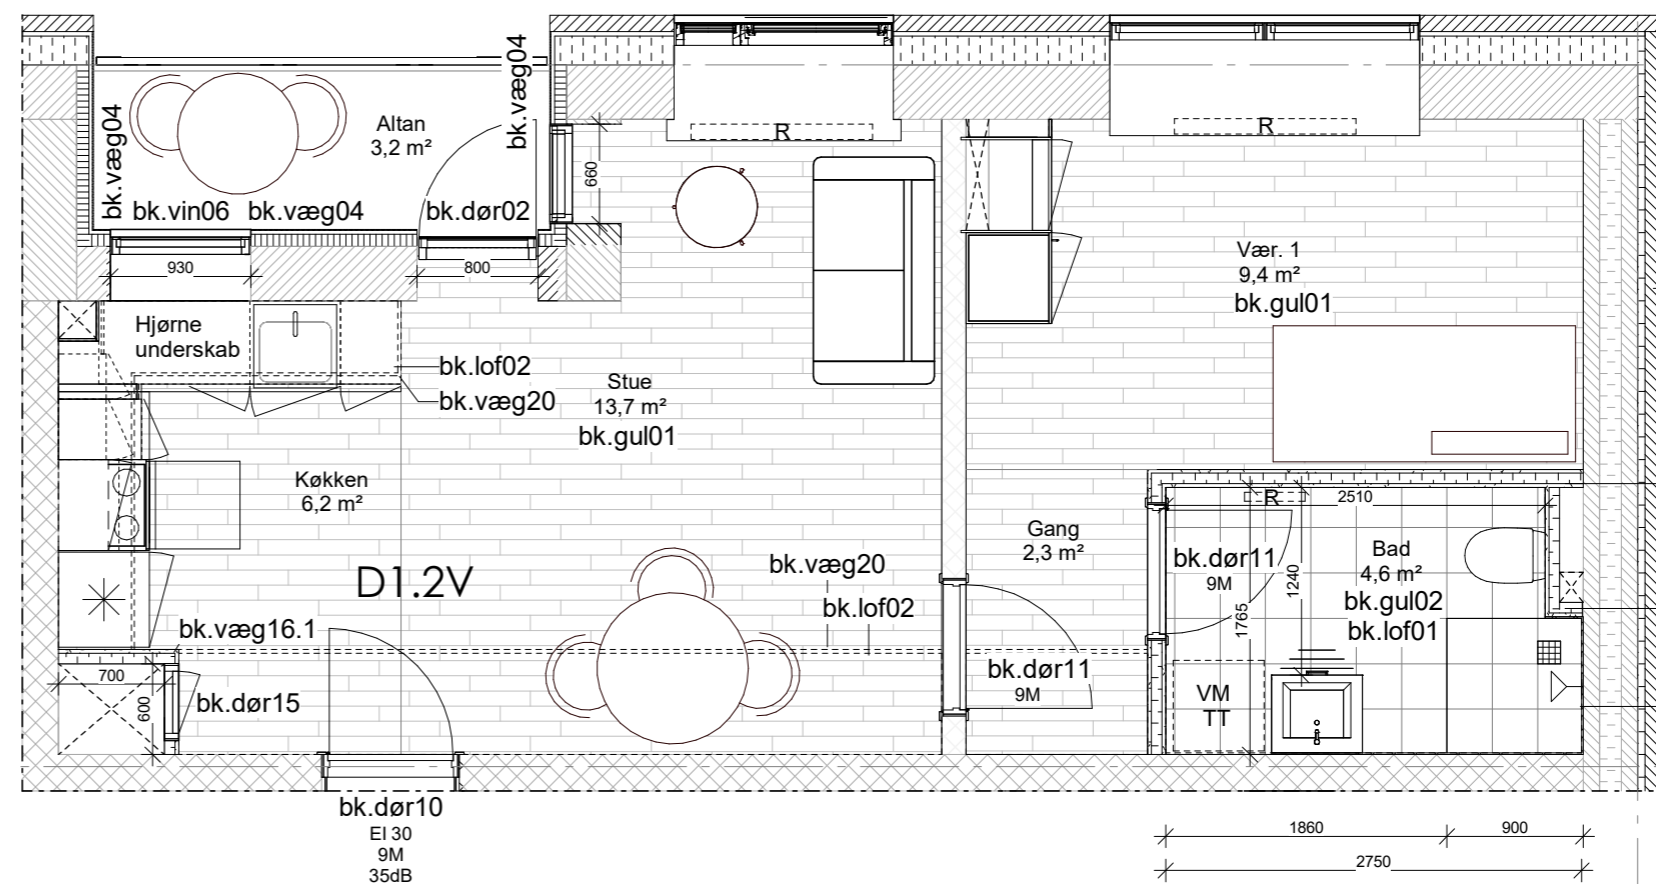 bk.væg04
Altan
3,2 m²
bk.væg04
bk.vin06
bk.væg04
bk.dør02
660
930
800
R
R
Hjørne
underskab
bk.lof02
bk.væg20
Stue
13,7 m²
bk.gul01
Vær. 1
9,4 m²
bk.gul01
Køkken
6,2 m²
D1.2V
bk.væg20
bk.lof02
Gang
2,3 m²
R
2510
bk.dør11
9M
1240
1765
Bad
4,6 m²
bk.gul02
bk.lof01
bk.væg16.1
700
600
bk.dør15
bk.dør11
9M
VM
TT
bk.dør10
EI 30
9M
35dB
1860
900
2750